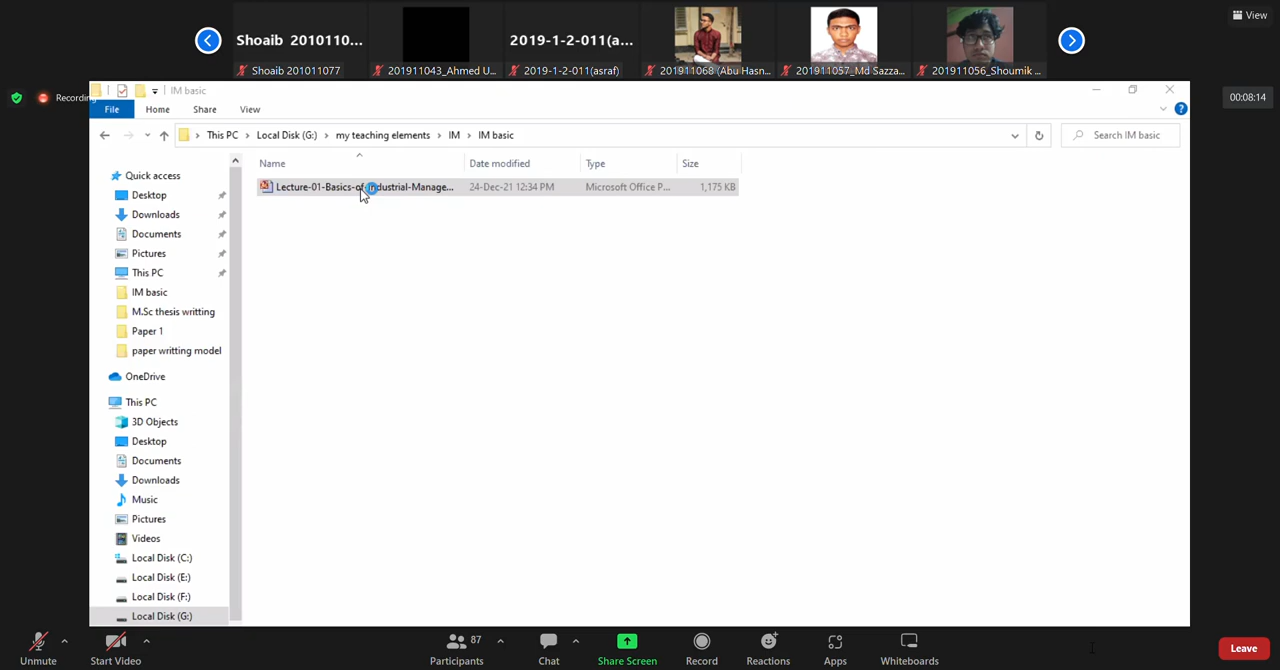 Shoaib 2010110...
2019-1-2-011(a...
View
Shoaib 201011077
201911043_Ahmed U...
2019-1-2-011(asraf)
201911068 (Abu Hasn...
201911057_Md Sazza...
201911056_Shoumik ...
IM basic
Recording
00:08:14
File
Home
Share
View
This PC > Local Disk (G:) > my teaching elements > IM > IM basic
Search IM basic
Name
Date modified
Type
Size
Lecture-01-Basics-of-Industrial-Manage...
24-Dec-21 12:34 PM
Microsoft Office P...
1,175 KB
Quick access
Desktop
Downloads
Documents
Pictures
This PC
IM basic
M.Sc thesis writting
Paper 1
paper writting model
OneDrive
This PC
3D Objects
Desktop
Documents
Downloads
Music
Pictures
Videos
Local Disk (C:)
Local Disk (E:)
Local Disk (F:)
Local Disk (G:)
87
Unmute
Start Video
Participants
Chat
Share Screen
Record
Reactions
Apps
Whiteboards
Leave